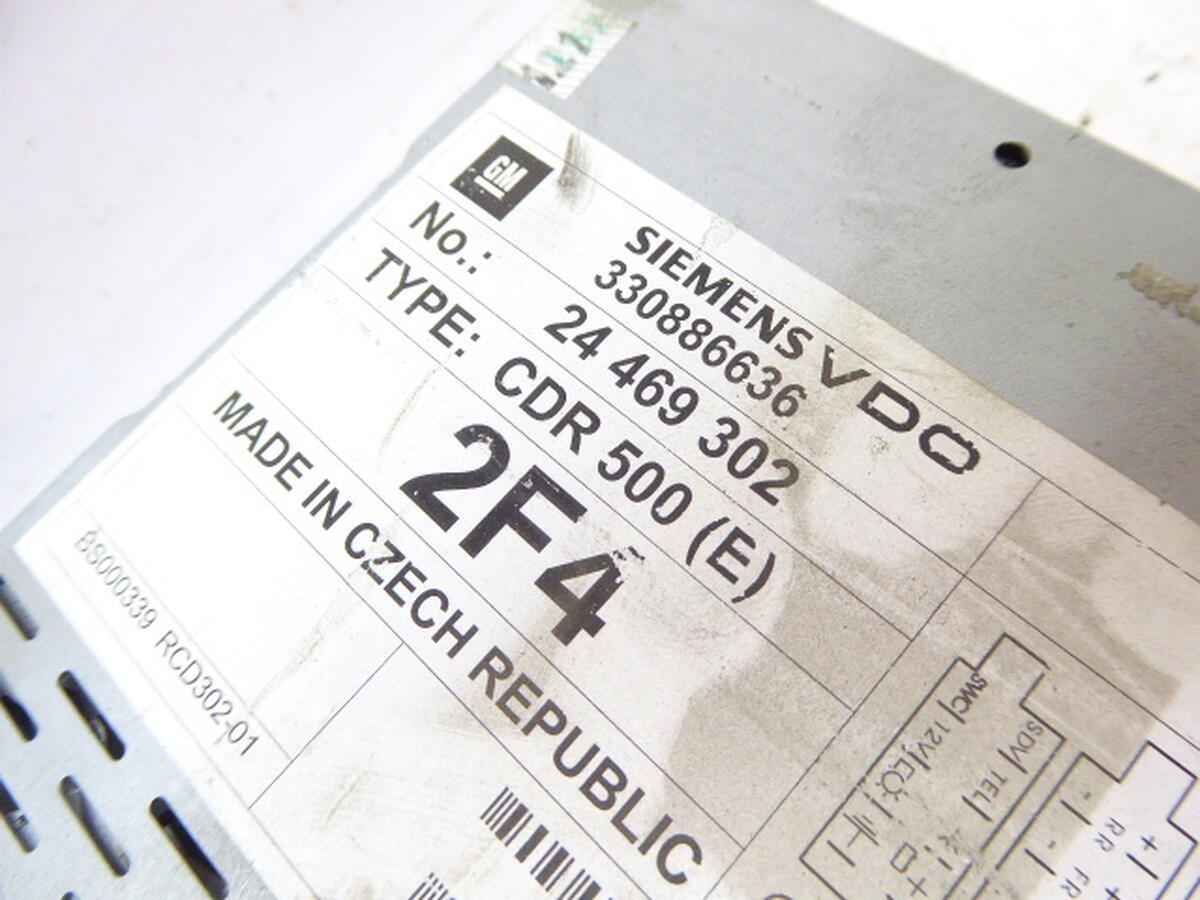 GM
SIEMENS VDO
330886636
No.: 24 469 302
TYPE: CDR 500 (E)
2F4
MADE IN CZECH REPUBLIC
BS000339 RCD302-01
SWC 12V
SDV TEL
- +
RR
- +
FR